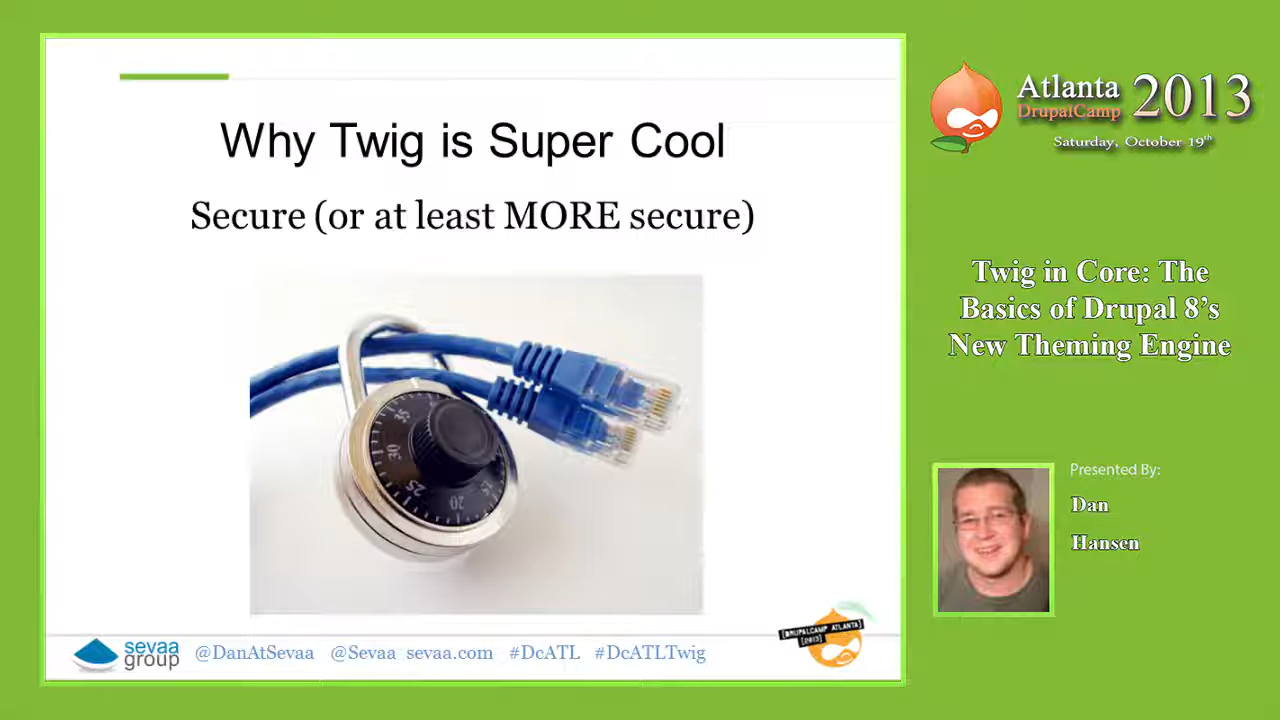 Why Twig is Super Cool
Secure (or at least MORE secure)
35
30
25
20
15
sevaa
group
@DanAtSevaa @Sevaa sevaa.com #DcATL #DcATLTwig
[DRUPALCAMP ATLANTA]
[2013]
Atlanta
DrupalCamp
2013
Saturday, October 19th
Twig in Core: The
Basics of Drupal 8’s
New Theming Engine
Presented By:
Dan
Hansen